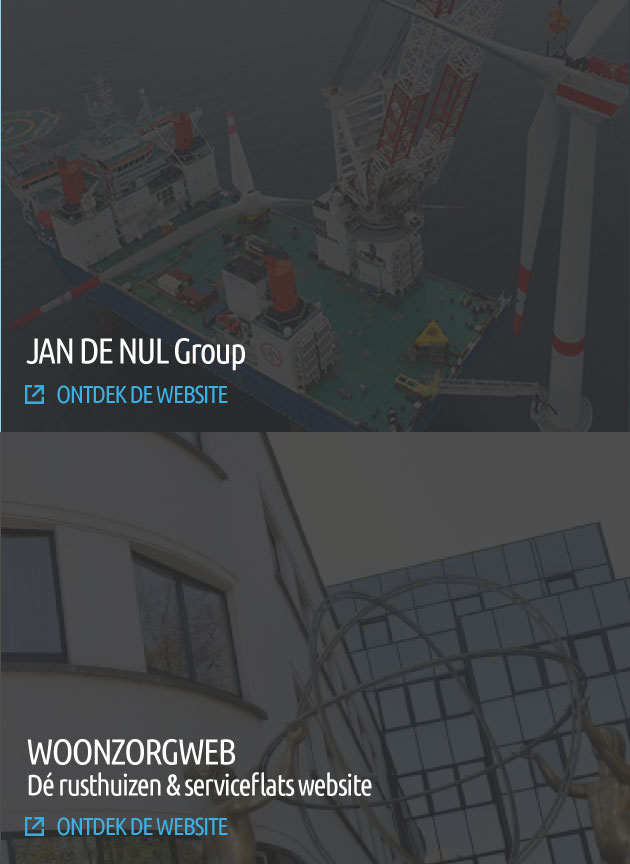 JAN DE NUL Group
ONTDEK DE WEBSITE
WOONZORGWEB
Dé rusthuizen & serviceflats website
ONTDEK DE WEBSITE